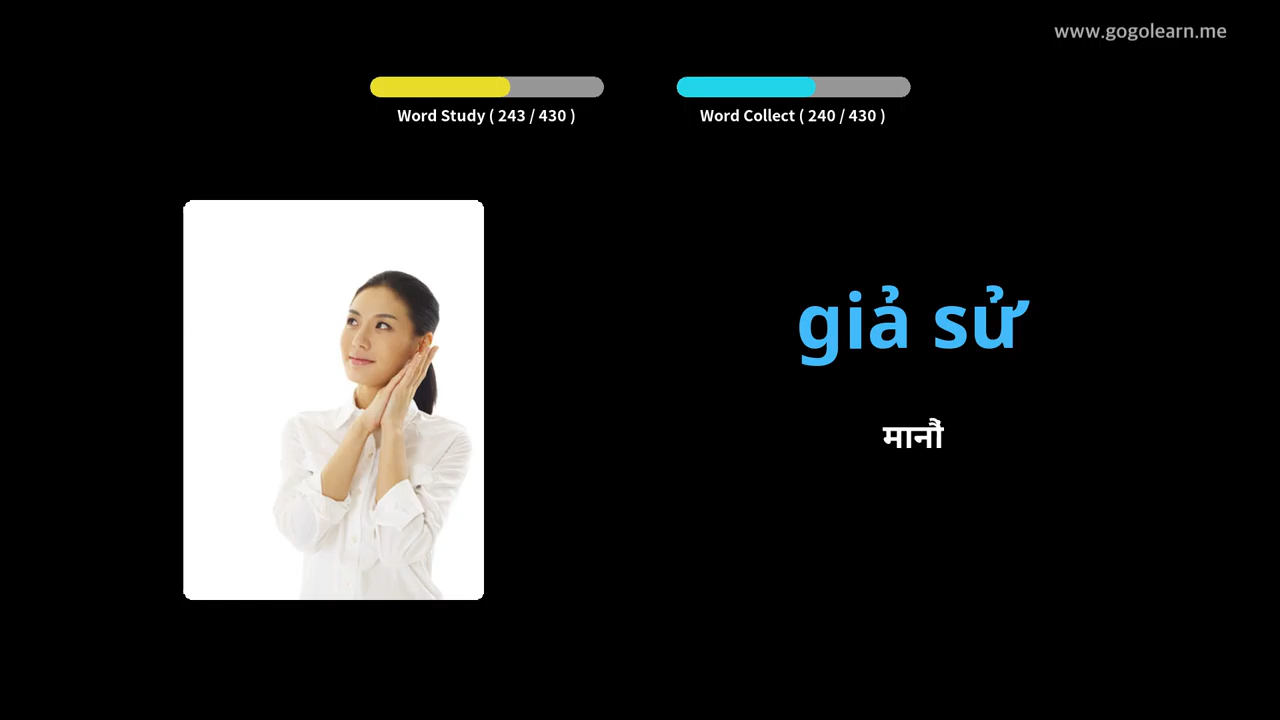 www.gogolearn.me
Word Study ( 243 / 430 )
Word Collect ( 240 / 430 )
giả sử
मानौं